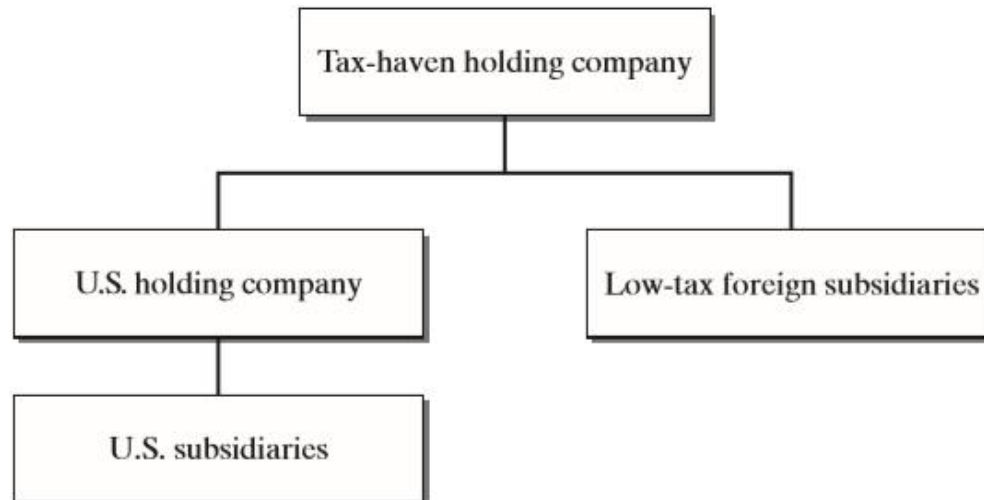 Tax-haven holding company
U.S. holding company
Low-tax foreign subsidiaries
U.S. subsidiaries